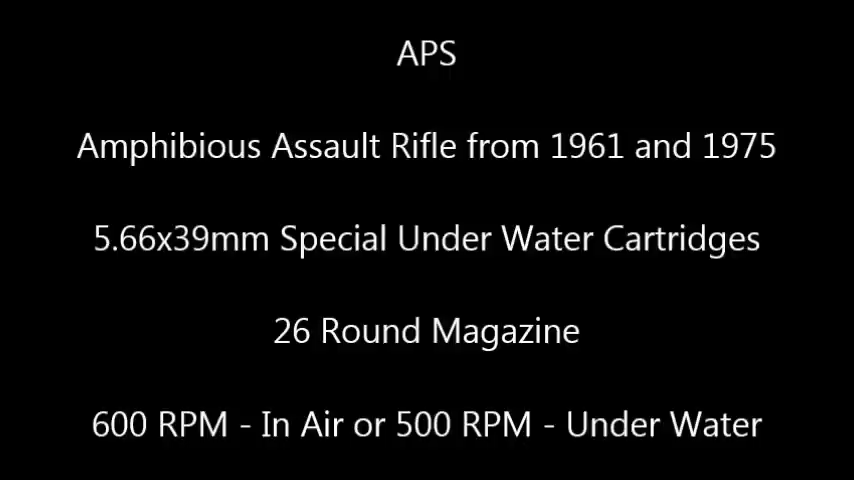 APS
Amphibious Assault Rifle from 1961 and 1975
5.66x39mm Special Under Water Cartridges
26 Round Magazine
600 RPM - In Air or 500 RPM - Under Water